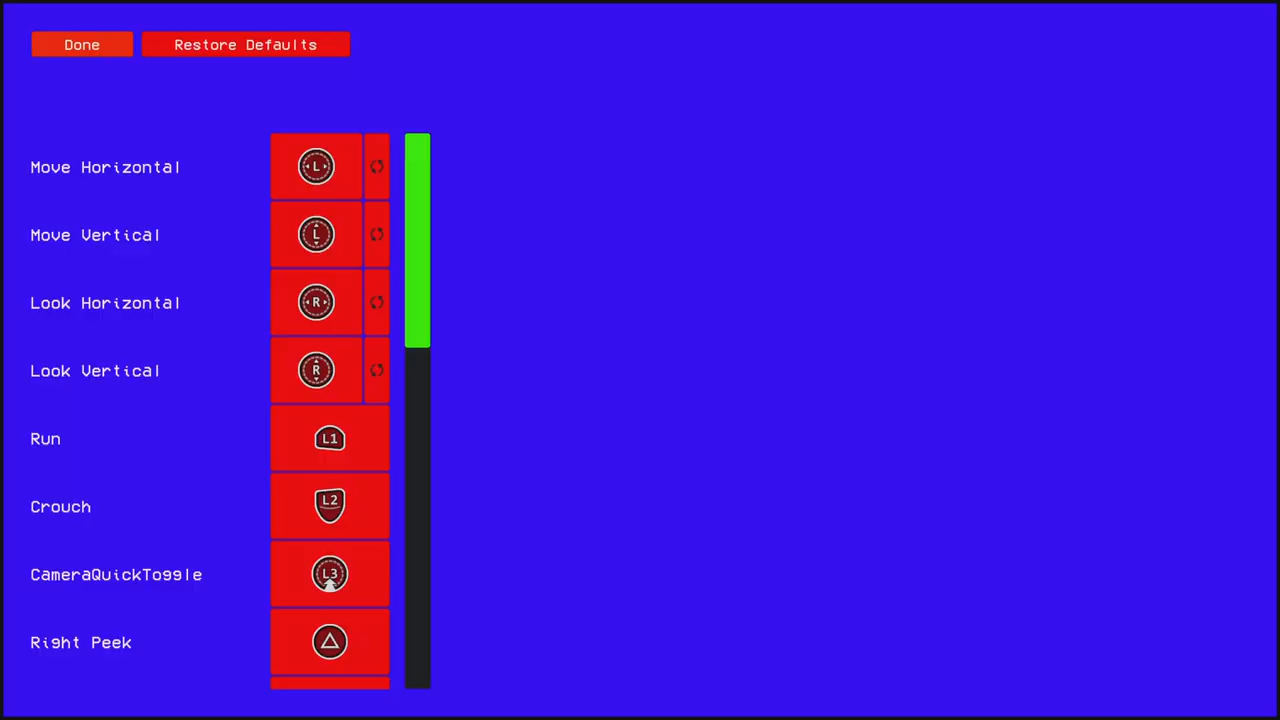 Done Restore Defaults
Move Horizontal L
Move Vertical L
Look Horizontal R
Look Vertical R
Run L1
Crouch L2
CameraQuickToggle L3
Right Peek